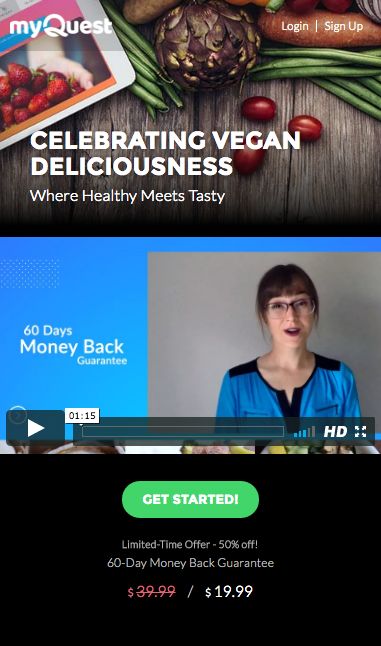 myQuest
Login | Sign Up
CELEBRATING VEGAN
DELICIOUSNESS
Where Healthy Meets Tasty
60 Days
Money Back
Guarantee
01:15
HD
GET STARTED!
Limited-Time Offer - 50% off!
60-Day Money Back Guarantee
$ 39.99 / $ 19.99